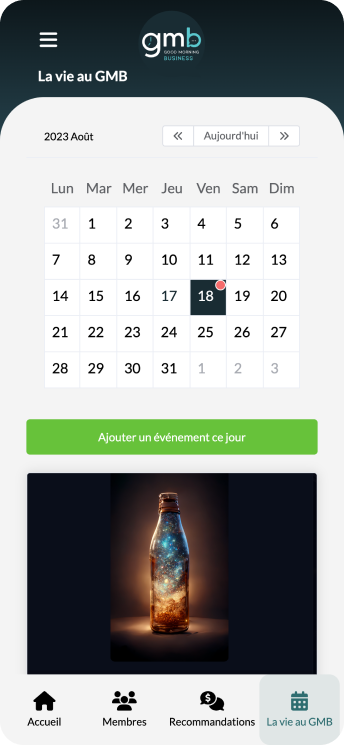 gmb
GOOD MORNING
BUSINESS
La vie au GMB
2023 Août
Aujourd'hui
Lun Mar Mer Jeu Ven Sam Dim
31 1 2 3 4 5 6
7 8 9 10 11 12 13
14 15 16 17 18 19 20
21 22 23 24 25 26 27
28 29 30 31 1 2 3
Ajouter un événement ce jour
Accueil Membres Recommandations La vie au GMB